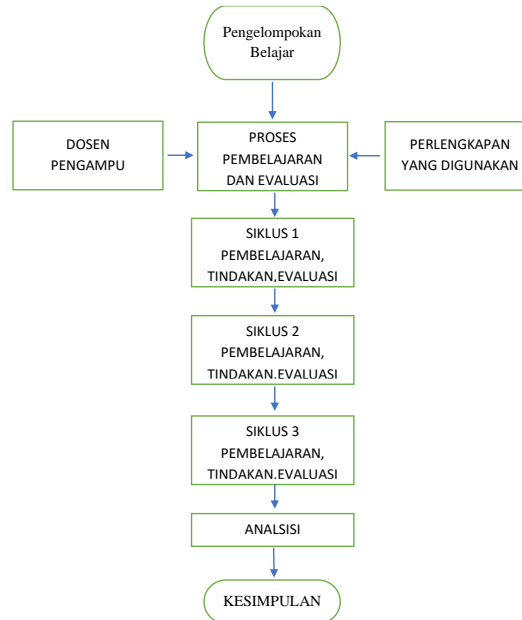 Pengelompokan
Belajar
DOSEN
PENGAMPU
PROSES
PEMBELAJARAN
DAN EVALUASI
PERLENGKAPAN
YANG DIGUNAKAN
SIKLUS 1
PEMBELAJARAN,
TINDAKAN,EVALUASI
SIKLUS 2
PEMBELAJARAN,
TINDAKAN.EVALUASI
SIKLUS 3
PEMBELAJARAN,
TINDAKAN.EVALUASI
ANALSISI
KESIMPULAN